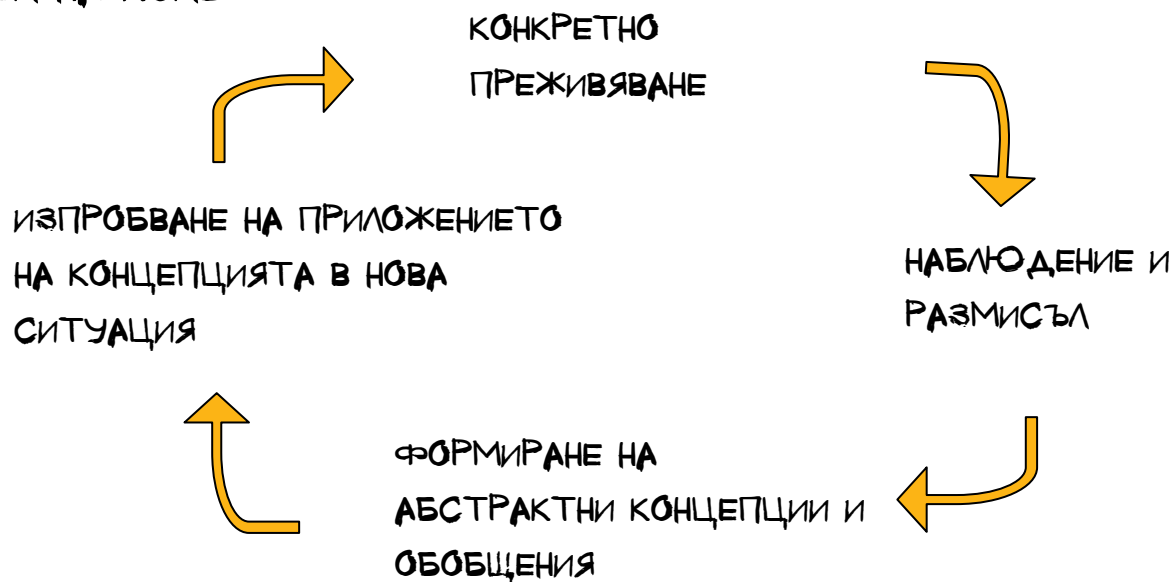 КОНКРЕТНО
ПРЕЖИВЯВАНЕ
ИЗПРОБВАНЕ НА ПРИЛОЖЕНИЕТО
НА КОНЦЕПЦИЯТА В НОВА
СИТУАЦИЯ
НАБЛЮДЕНИЕ И
РАЗМИСЪЛ
ФОРМИРАНЕ НА
АБСТРАКТНИ КОНЦЕПЦИИ И
ОБОБЩЕНИЯ